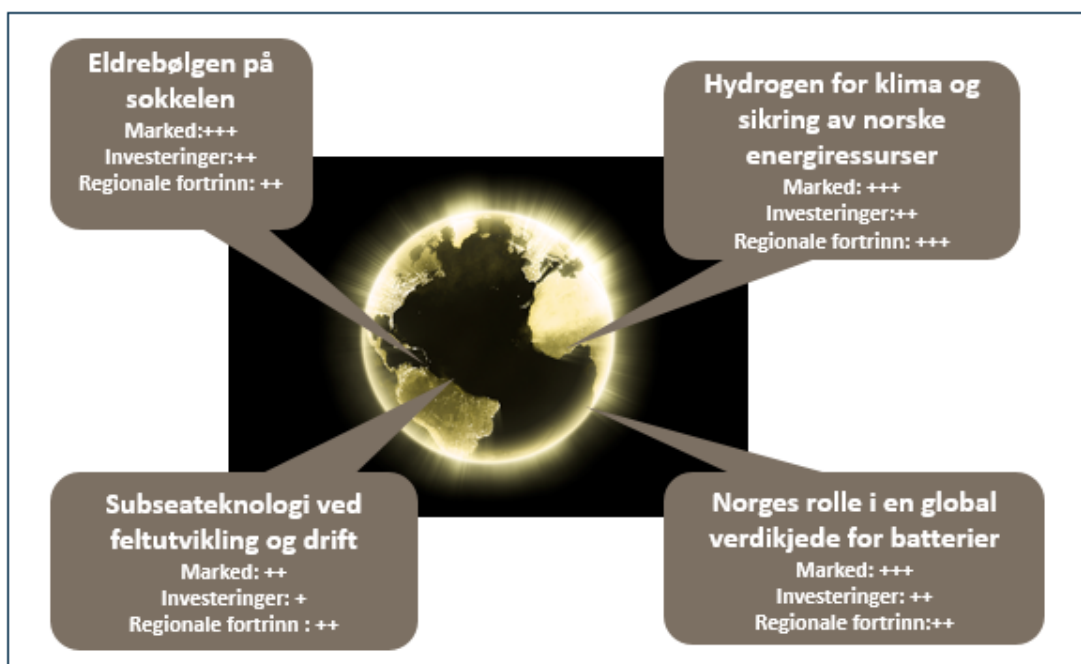 Eldrebølgen på
sokkelen
Marked:+++
Investeringer:++
Regionale fortrinn: ++
Hydrogen for klima og
sikring av norske
energiressurser
Marked: +++
Investeringer:++
Regionale fortrinn: +++
Subseateknologi ved
feltutvikling og drift
Marked: ++
Investeringer: +
Regionale fortrinn : ++
Norges rolle i en global
verdikjede for batterier
Marked: +++
Investeringer: ++
Regionale fortrinn:++